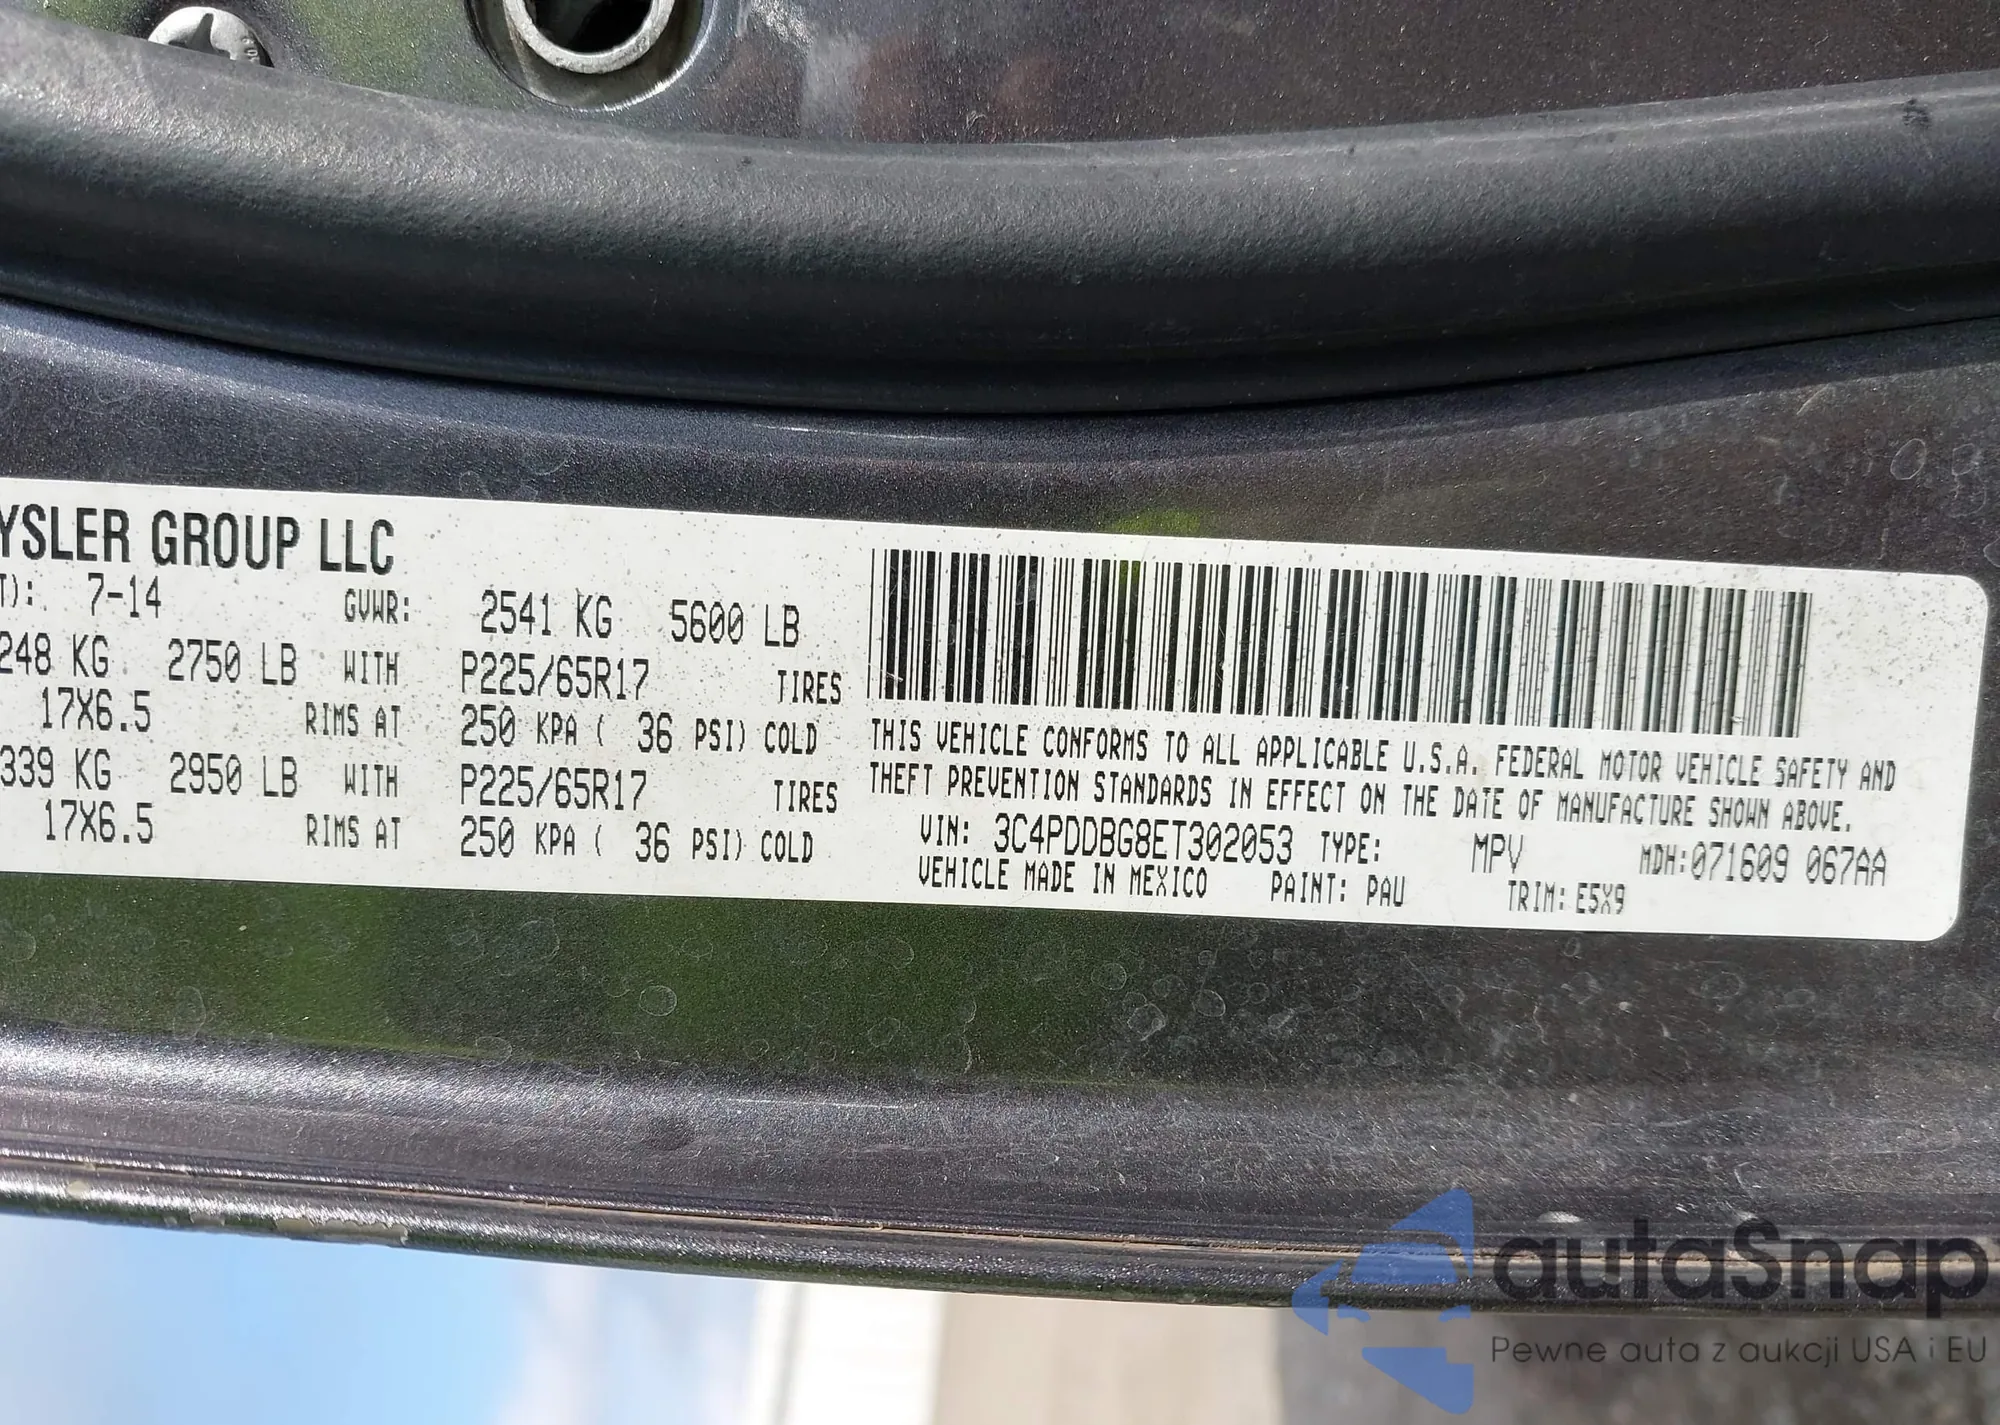 YSLER GROUP LLC
T): 7-14 GVWR: 2541 KG 5600 LB
248 KG 2750 LB WITH P225/65R17 TIRES
17X6.5 RIMS AT 250 KPA ( 36 PSI) COLD
339 KG 2950 LB WITH P225/65R17 TIRES
17X6.5 RIMS AT 250 KPA ( 36 PSI) COLD
THIS VEHICLE CONFORMS TO ALL APPLICABLE U.S.A. FEDERAL MOTOR VEHICLE SAFETY AND
THEFT PREVENTION STANDARDS IN EFFECT ON THE DATE OF MANUFACTURE SHOWN ABOVE.
VIN: 3C4PDDBG8ET302053 TYPE: MPV MDH:071609 067AA
VEHICLE MADE IN MEXICO PAINT: PAU TRIM: E5X9
autaSnap
Pewne auta z aukcji USA i EU